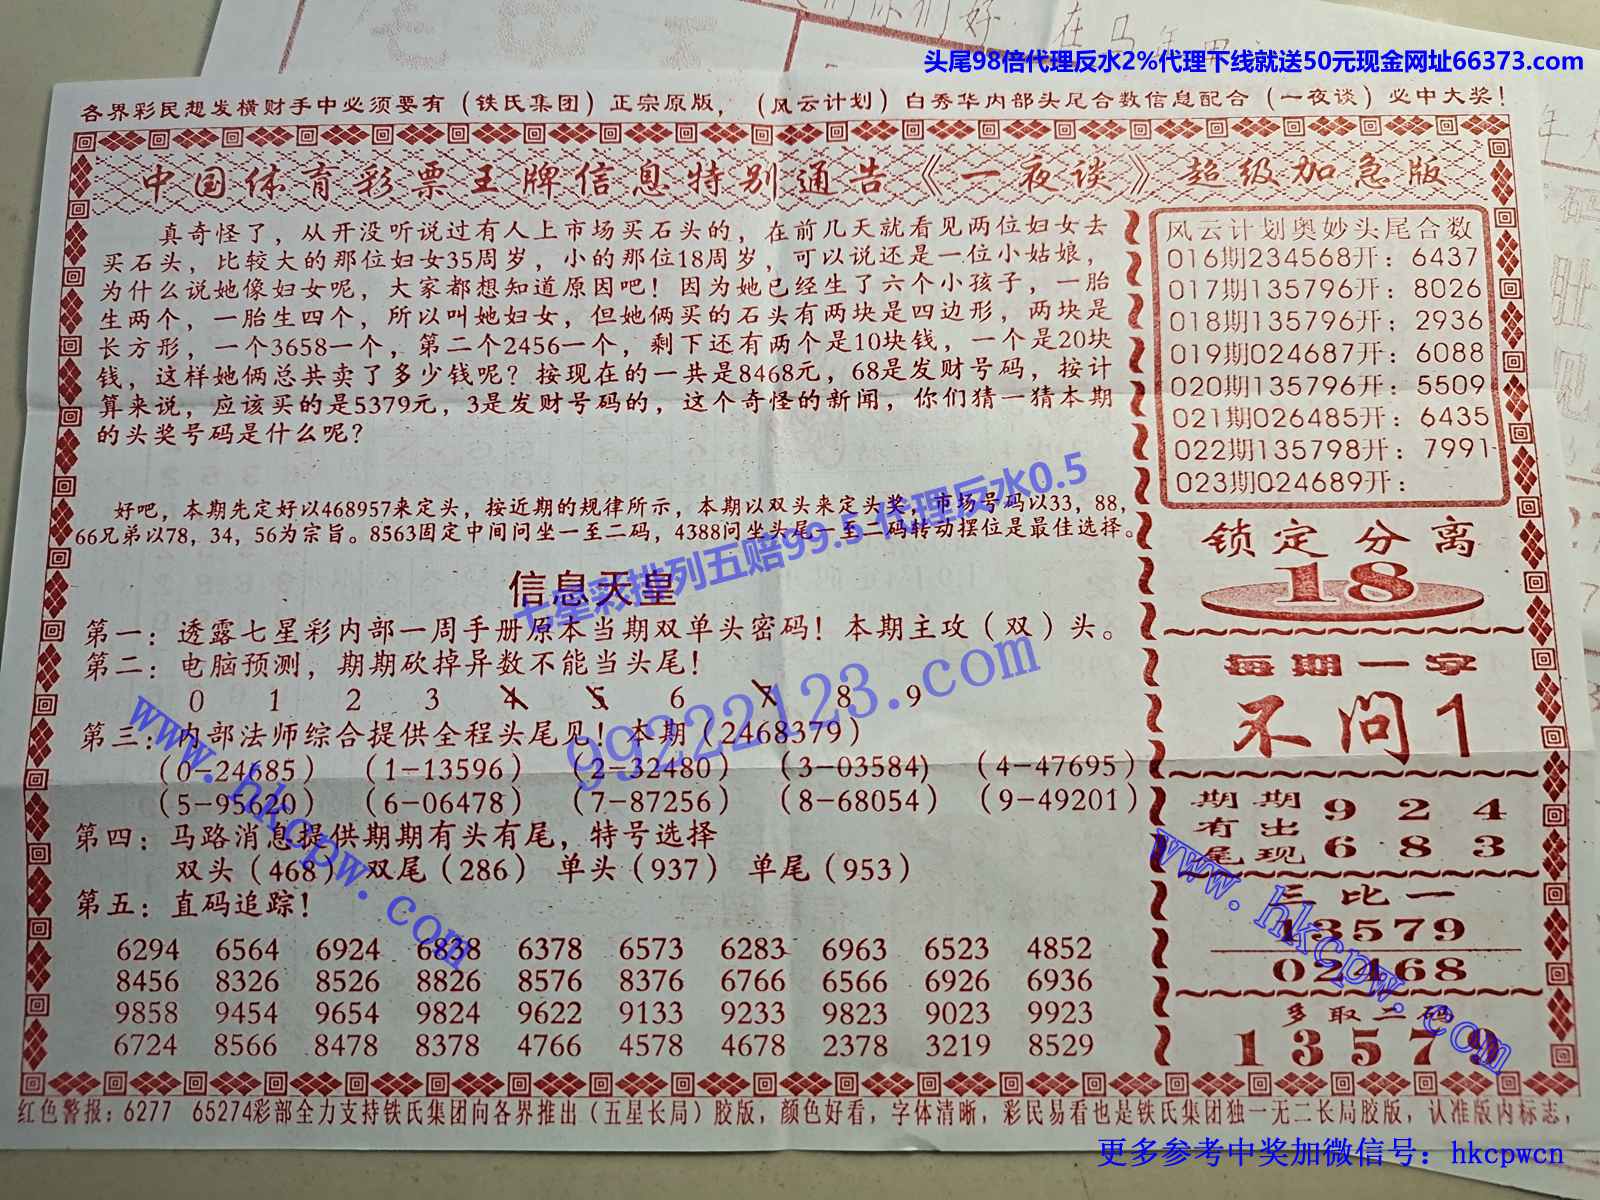 头尾98倍代理反水2%代理下线就送50元现金网址66373.com
各界彩民想发横财手中必须要有（铁氏集团）正宗原版，（风云计划）白秀华内部头尾合数信息配合（一夜谈）必中大奖！
中国体育彩票王牌信息特别通告《一夜谈》超级加急版
真奇怪了，从开没听说过有人上市场买石头的，在前几天就看见两位妇女去
买石头，比较大的那位妇女35周岁，小的那位18周岁，可以说还是一位小姑娘，
为什么说她像妇女呢，大家都想知道原因吧！因为她已经生了六个小孩子，一胎
生两个，一胎生四个，所以叫她妇女，但她俩买的石头有两块是四边形，两块是
长方形，一个3658一个，第二个2456一个，剩下还有两个是10块钱，一个是20块
钱，这样她俩总共卖了多少钱呢？按现在的一共是8468元，68是发财号码，按计
算来说，应该买的是5379元，3是发财号码的，这个奇怪的新闻，你们猜一猜本期
的头奖号码是什么呢？
好吧，本期先定好以468957来定头，按近期的规律所示，本期以双头来定头奖，市场号码以33，88，
66兄弟以78，34，56为宗旨。8563固定中间问坐一至二码，4388问坐头尾一至二码转动摆位是最佳选择。
七星彩排列五赔99.5 代理反水0.5
信息天皇
第一：透露七星彩内部一周手册原本当期双单头密码！本期主攻（双）头。
第二：电脑预测，期期砍掉异数不能当头尾！
0 1 2 3 4 5 6 7 8 9
第三：内部法师综合提供全程头尾见！本期（2468379）
（0-24685） （1-13596） （2-32480） （3-03584） （4-47695）
（5-95620） （6-06478） （7-87256） （8-68054） （9-49201）
第四：马路消息提供期期有头有尾，特号选择
双头（468） 双尾（286） 单头（937） 单尾（953）
第五：直码追踪！
6294 6564 6924 6838 6378 6573 6283 6963 6523 4852
8456 8326 8526 8826 8576 8376 6766 6566 6926 6936
9858 9454 9654 9824 9622 9133 9233 9823 9023 9923
6724 8566 8478 8378 4766 4578 4678 2378 3219 8529
风云计划奥妙头尾合数
016期234568开：6437
017期135796开：8026
018期135796开：2936
019期024687开：6088
020期135796开：5509
021期026485开：6435
022期135798开：7991
023期024689开：
锁定分离
18
每期一字
不问1
期期 9 2 4
有出
尾现 6 8 3
三比一
13579
02468
多取二码
13579
红色警报：6277 65274彩部全力支持铁氏集团向各界推出（五星长局）胶版，颜色好看，字体清晰，彩民易看也是铁氏集团独一无二长局胶版，认准版内标志，
99222123.com
www.hkcpw.com
www.hkcpw.com
更多参考中奖加微信号：hkcpwcn